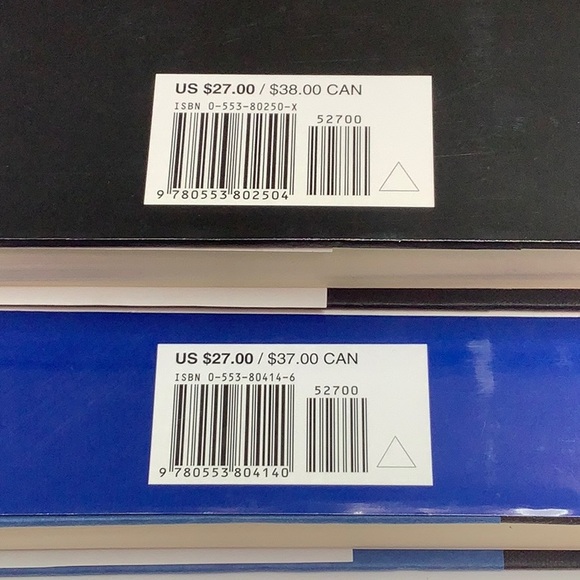 US $27.00 / $38.00 CAN
ISBN 0-553-80250-X
52700
9 780553 802504
US $27.00 / $37.00 CAN
ISBN 0-553-80414-6
52700
9 780553 804140